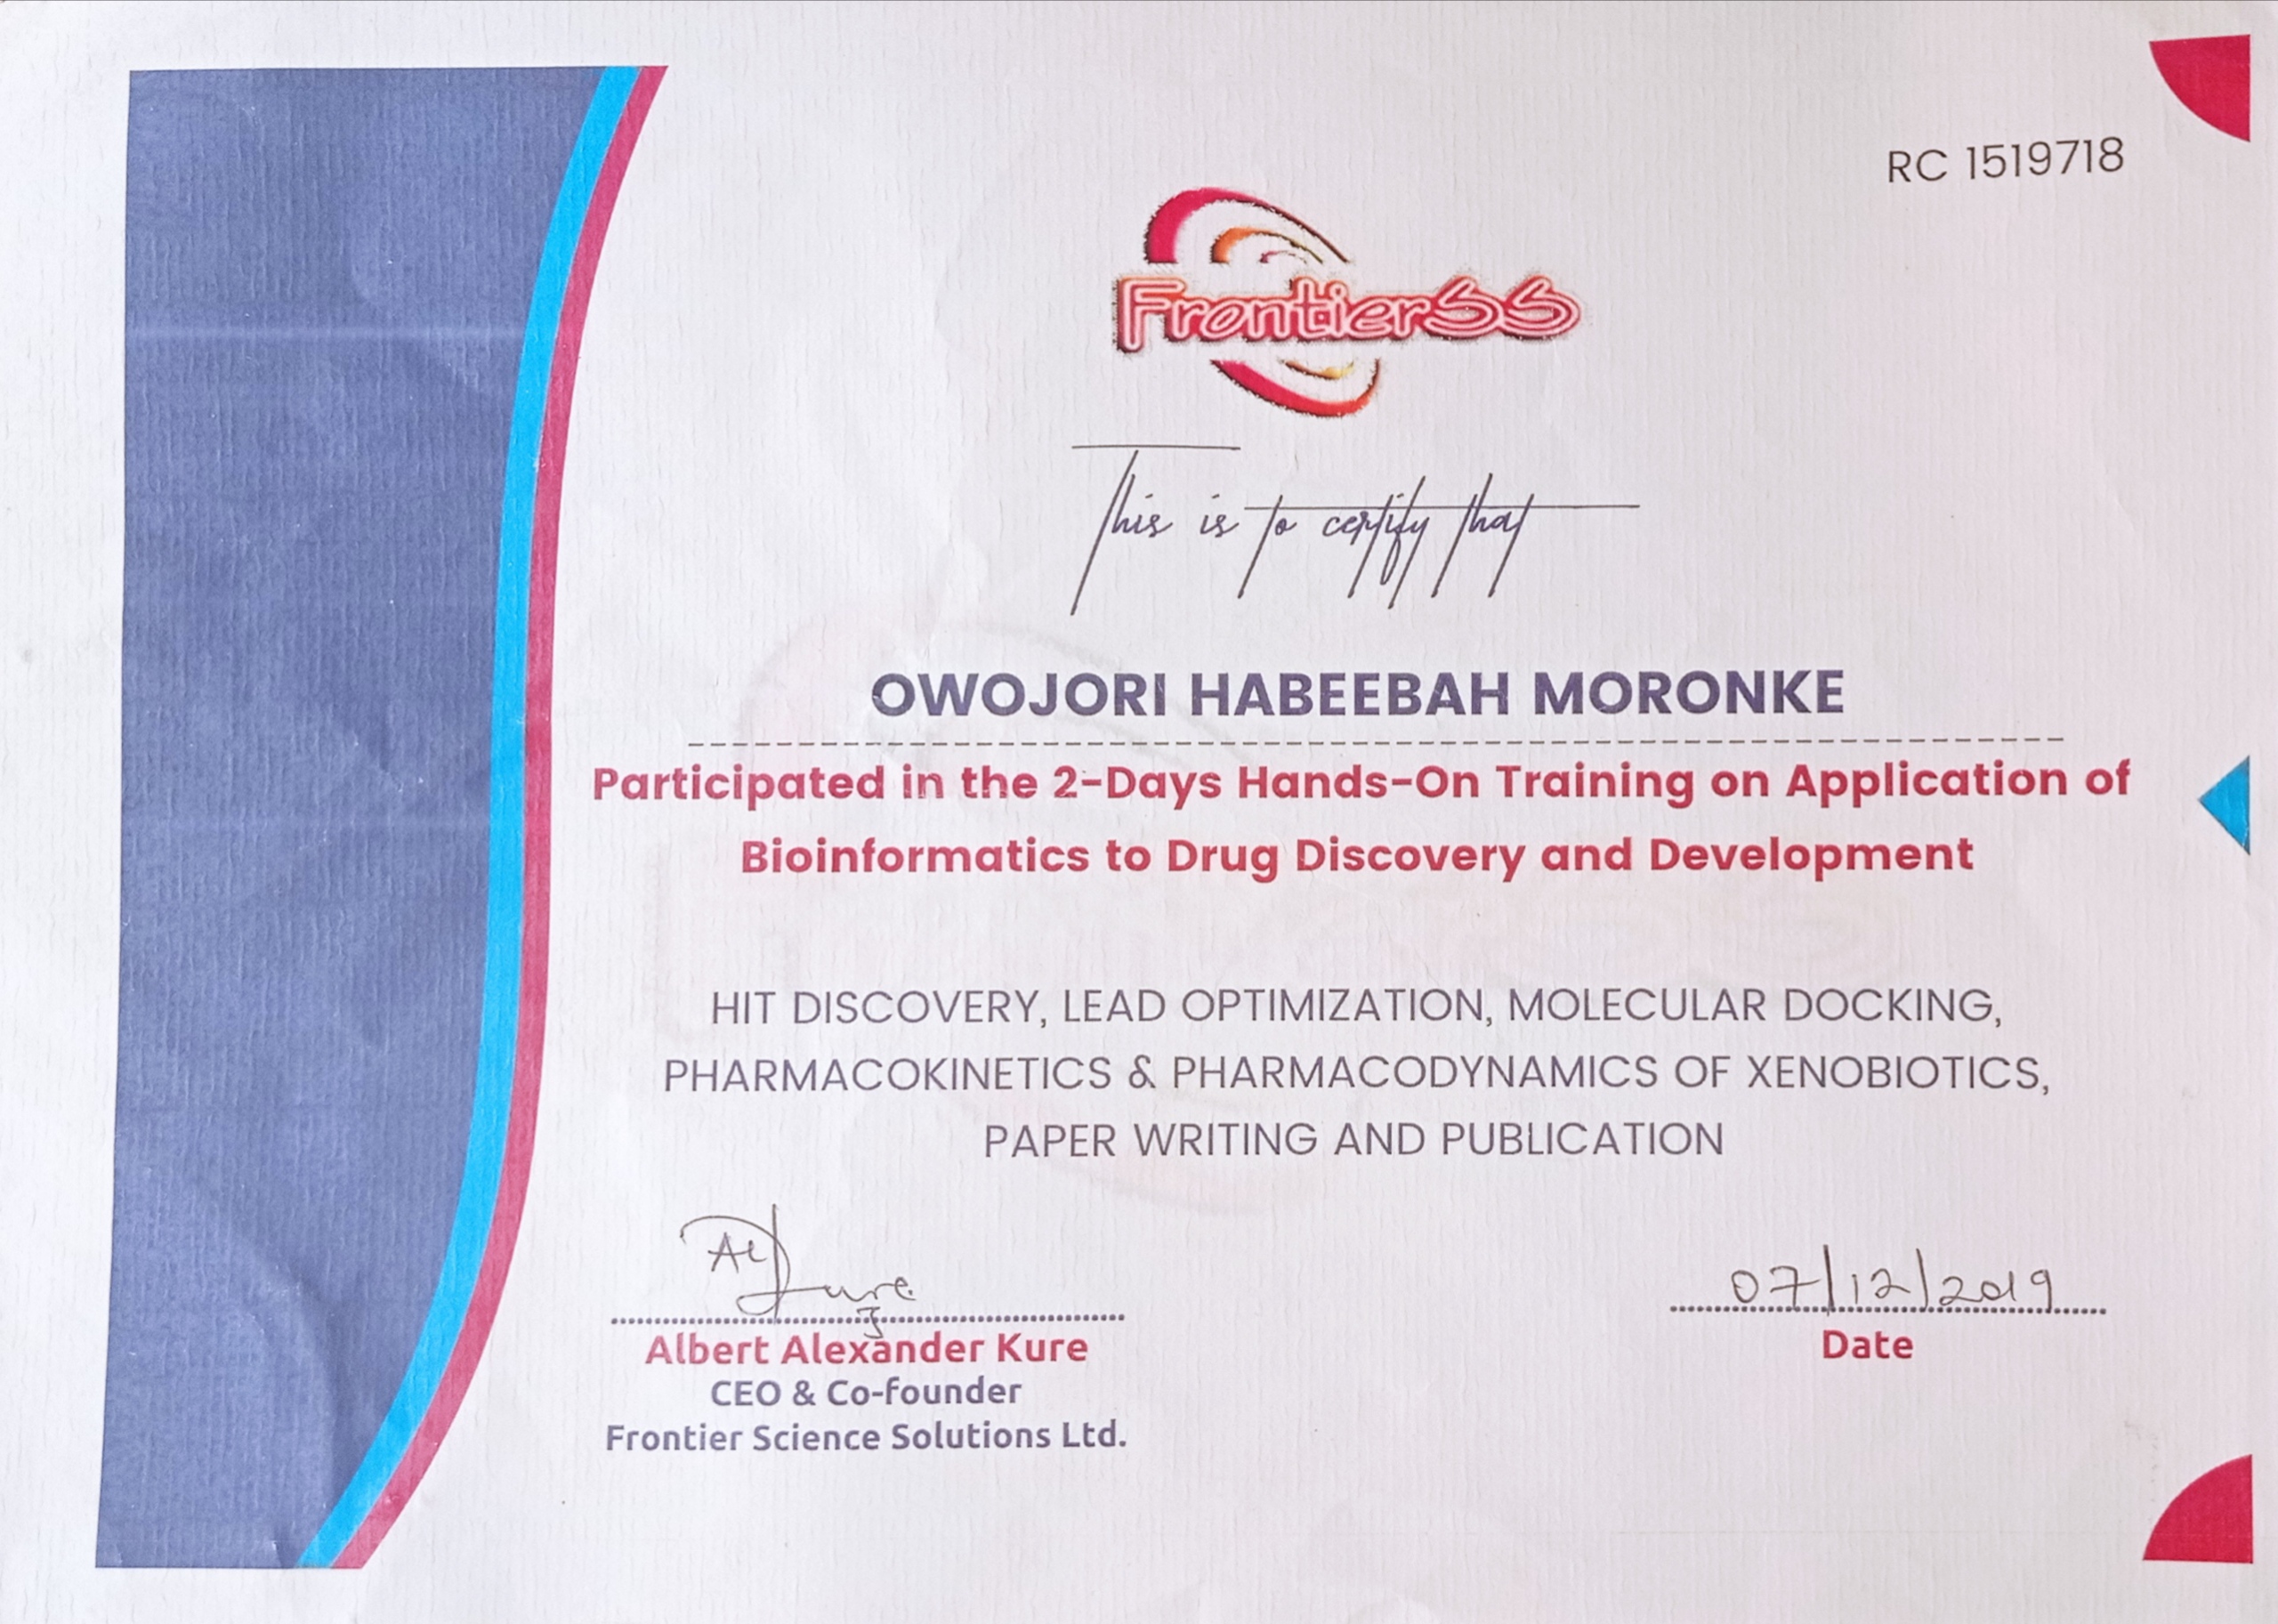 RC 1519718
FrontierSS
This is to certify that
OWOJORI HABEEBAH MORONKE
Participated in the 2-Days Hands-On Training on Application of
Bioinformatics to Drug Discovery and Development
HIT DISCOVERY, LEAD OPTIMIZATION, MOLECULAR DOCKING,
PHARMACOKINETICS & PHARMACODYNAMICS OF XENOBIOTICS,
PAPER WRITING AND PUBLICATION
07/12/2019
Albert Alexander Kure
Date
CEO & Co-founder
Frontier Science Solutions Ltd.